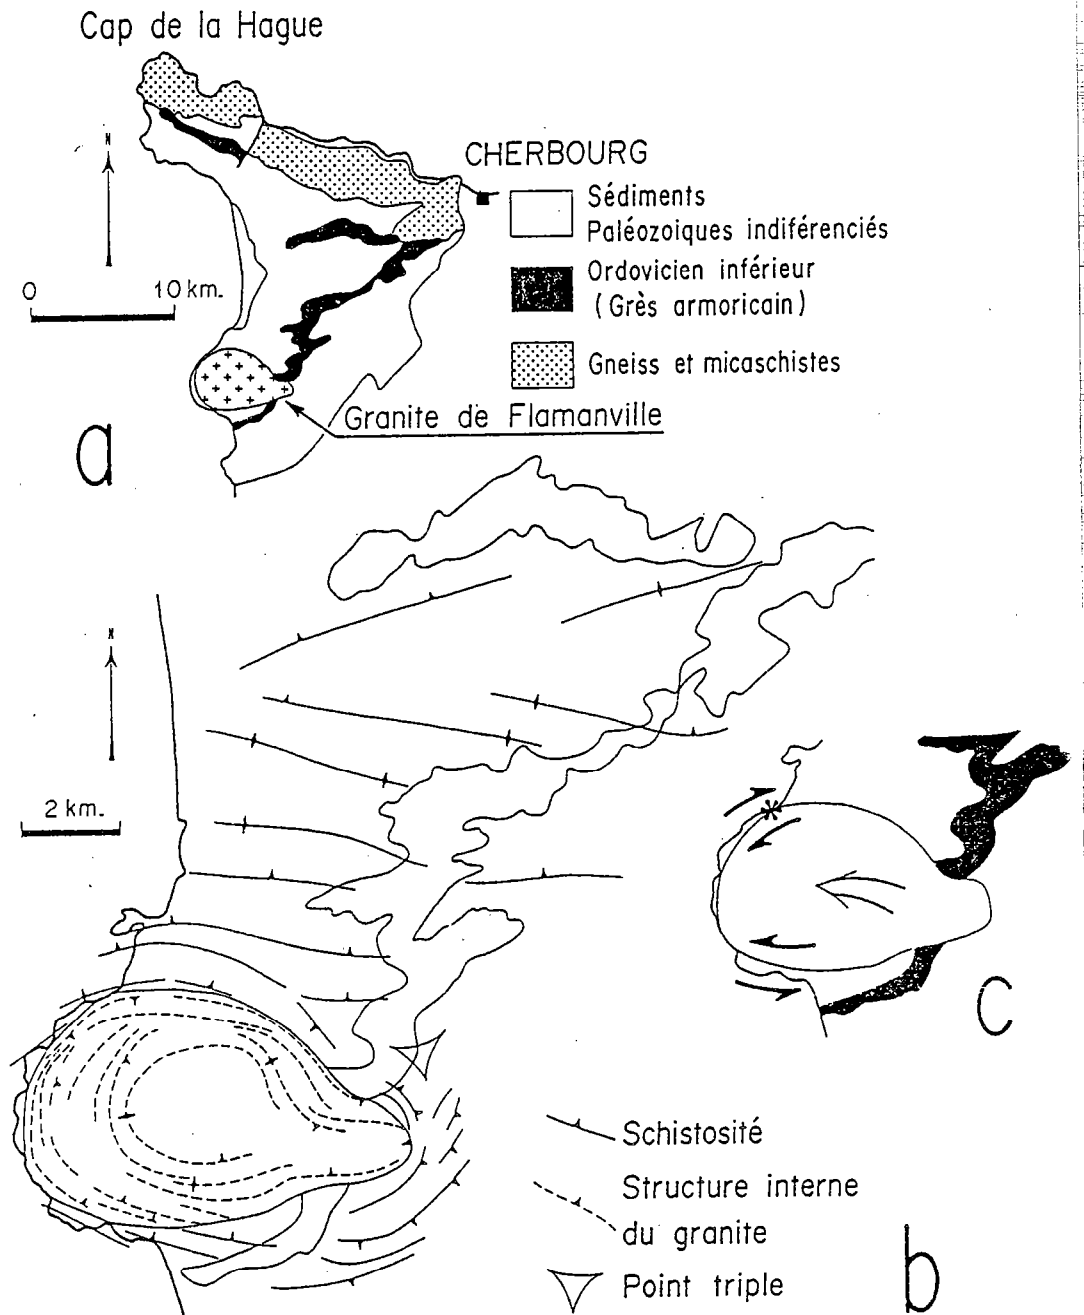 Cap de la Hague
N
CHERBOURG
Sédiments
Paléozoiques indiférenciés
0 10 km.
Ordovicien inférieur
(Grès armoricain)
Gneiss et micaschistes
Granite de Flamanville
a
N
2 km.
c
Schistosité
Structure interne
du granite
Point triple
b